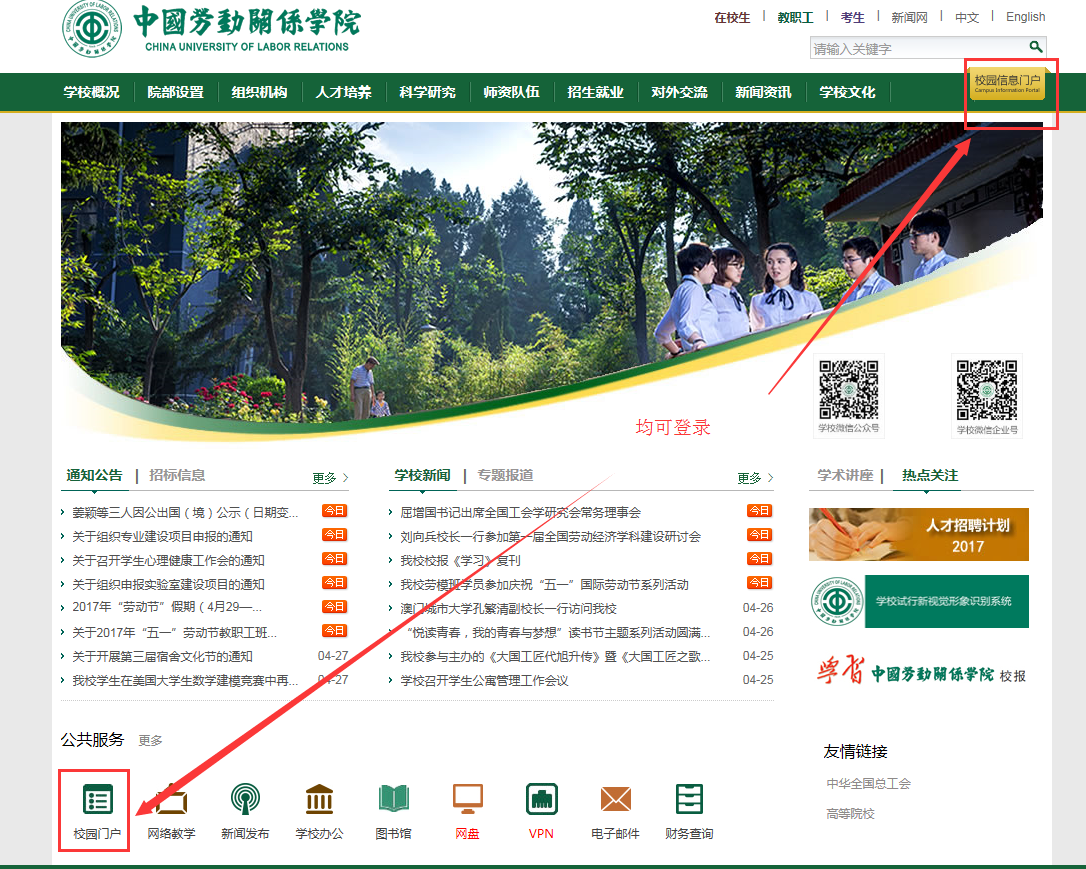 中國勞動關係学院
CHINA UNIVERSITY OF LABOR RELATIONS
在校生 | 教职工 | 考生 | 新闻网 | 中文 | English
请输入关键字
学校概况 院部设置 组织机构 人才培养 科学研究 师资队伍 招生就业 对外交流 新闻资讯 学校文化
校园信息门户
Campus Information Portal
学校微信公众号
学校微信企业号
均可登录
通知公告 | 招标信息 更多
姜颖等三人因公出国（境）公示（日期变... 今日
关于组织专业建设项目申报的通知 今日
关于召开学生心理健康工作会的通知 今日
关于组织申报实验室建设项目的通知 今日
2017年“劳动节”假期（4月29—... 今日
关于2017年“五一”劳动节教职工班... 今日
关于开展第三届宿舍文化节的通知 04-27
我校学生在美国大学生数学建模竞赛中再... 04-27
学校新闻 | 专题报道 更多
屈增国书记出席全国工会学研究会常务理事会 今日
刘向兵校长一行参加第一届全国劳动经济学科建设研讨会 今日
我校校报《学习》复刊 今日
我校劳模班学员参加庆祝“五一”国际劳动节系列活动 今日
澳门城市大学孔繁清副校长一行访问我校 04-26
“悦读青春，我的青春与梦想”读书节主题系列活动圆满... 04-26
我校参与主办的《大国工匠代旭升传》暨《大国工匠之歌... 04-25
学校召开学生公寓管理工作会议 04-25
学术讲座 | 热点关注
人才招聘计划
2017
学校试行新视觉形象识别系统
学習 中國勞動關係学院 校报
公共服务 更多
校园门户 网络教学 新闻发布 学校办公 图书馆 网盘 VPN 电子邮件 财务查询
友情链接
中华全国总工会
高等院校